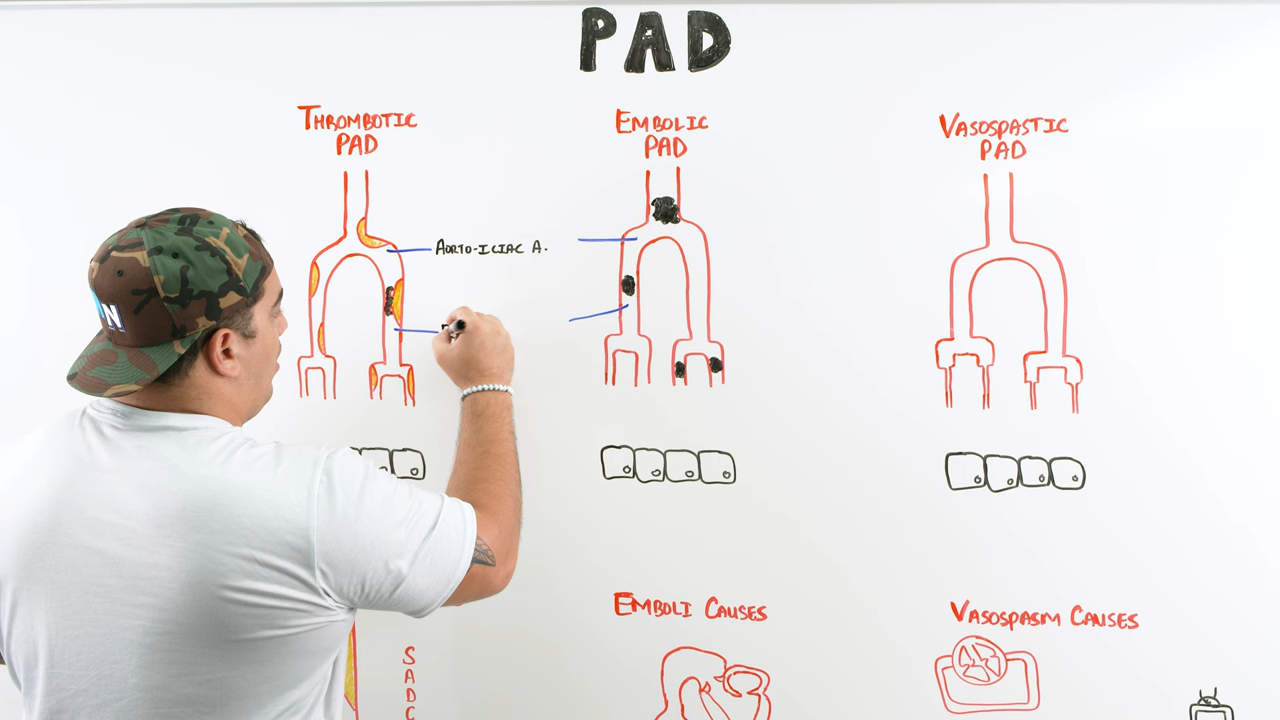 PAD
THROMBOTIC
PAD
EMBOLIC
PAD
VASOSPASTIC
PAD
AORTO-ILIAC A.
N
EMBOLI CAUSES
VASOSPASM CAUSES
S
A
D
C